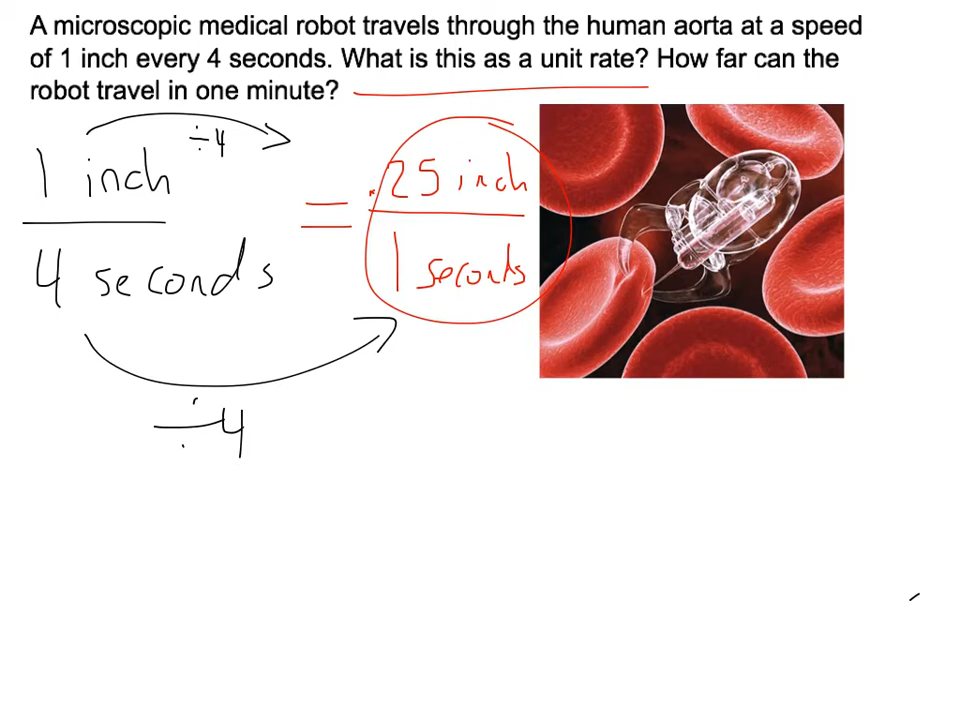 A microscopic medical robot travels through the human aorta at a speed
of 1 inch every 4 seconds. What is this as a unit rate? How far can the
robot travel in one minute?
÷4
1 inch
4 seconds
=
.25 inch
1 seconds
÷4